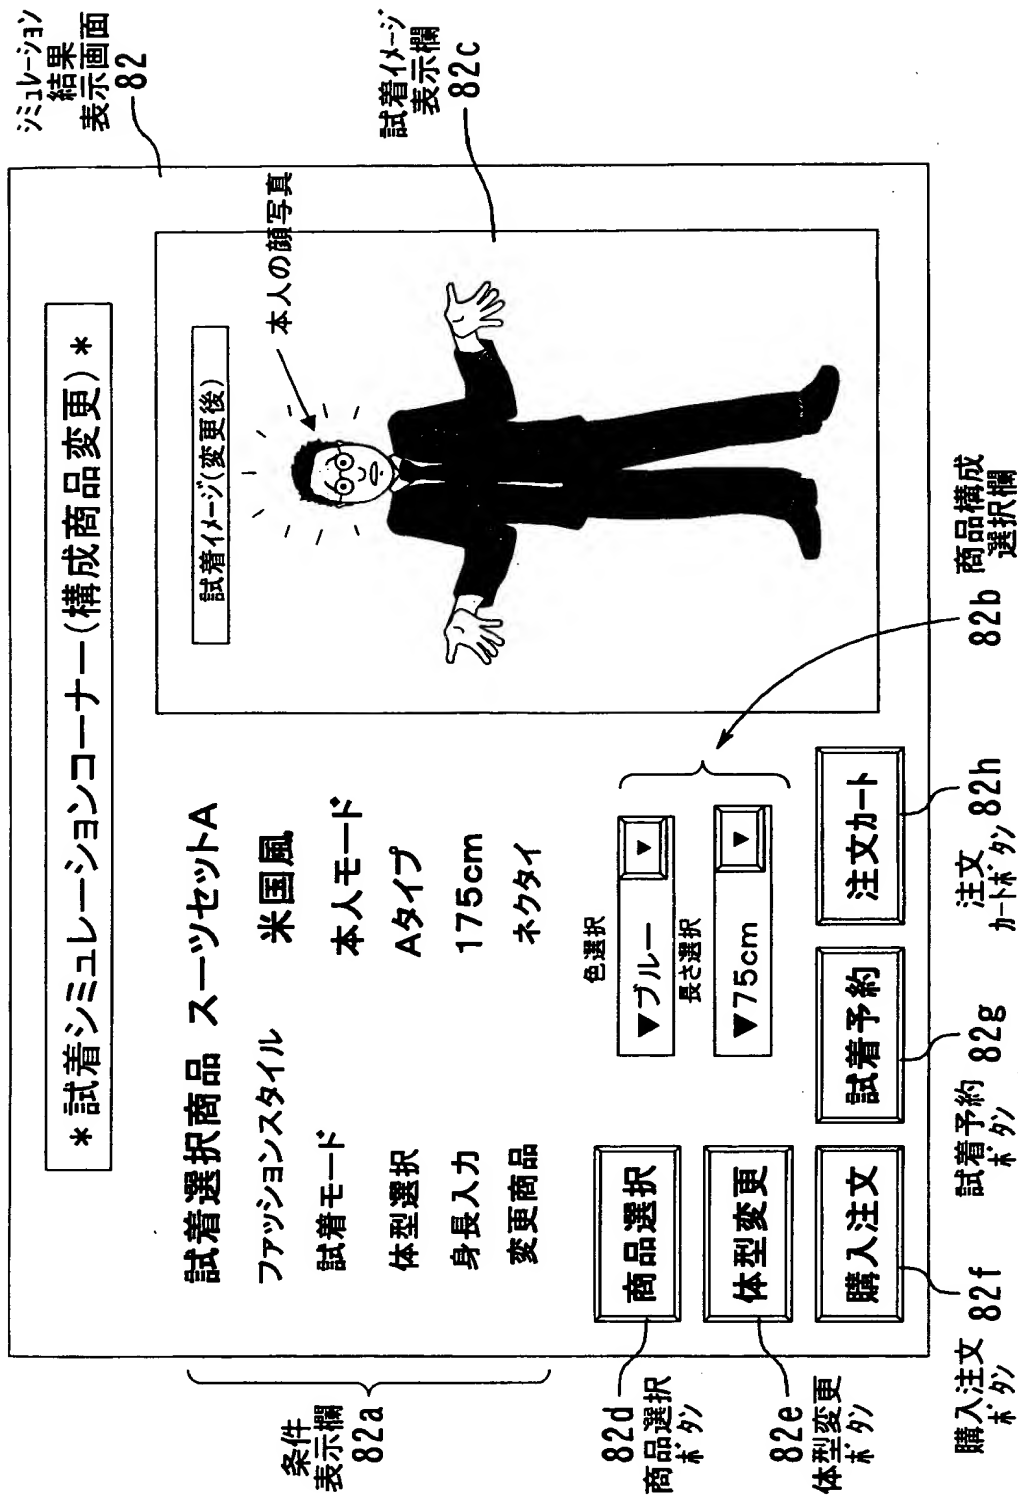 シミュレーション
結果
表示画面
82
＊試着シミュレーションコーナー(構成商品変更)＊
試着選択商品 スーツセットA
ファッションスタイル 米国風
試着モード 本人モード
体型選択 Aタイプ
身長入力 175cm
変更商品 ネクタイ
条件
表示欄
82a
試着イメージ(変更後)
本人の顔写真
試着イメージ
表示欄
82c
色選択
▼ブルー ▼
長さ選択
▼75cm ▼
82b 商品構成
選択欄
商品選択
82d
商品選択
ボタン
体型変更
82e
体型変更
ボタン
購入注文
試着予約
注文カート
購入注文
ボタン
82f
試着予約
ボタン
82g
注文
カートボタン
82h